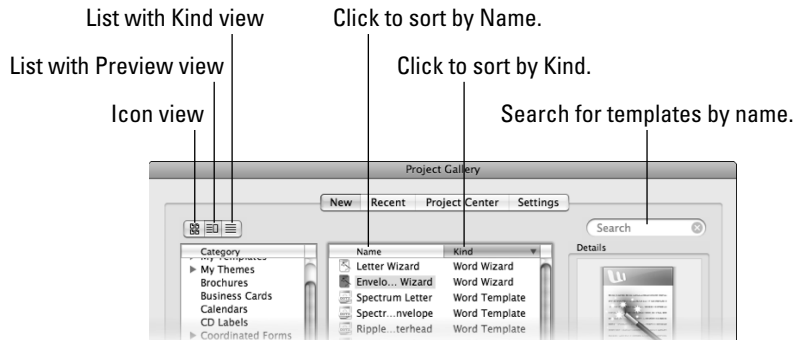 List with Kind view
Click to sort by Name.
List with Preview view
Click to sort by Kind.
Icon view
Search for templates by name.
Project Gallery
New Recent Project Center Settings
Search
Category
My Templates
My Themes
Brochures
Business Cards
Calendars
CD Labels
Coordinated Forms
Name Kind
Letter Wizard Word Wizard
Envelo... Wizard Word Wizard
Spectrum Letter Word Template
Spectr...nvelope Word Template
Ripple...terhead Word Template
Details